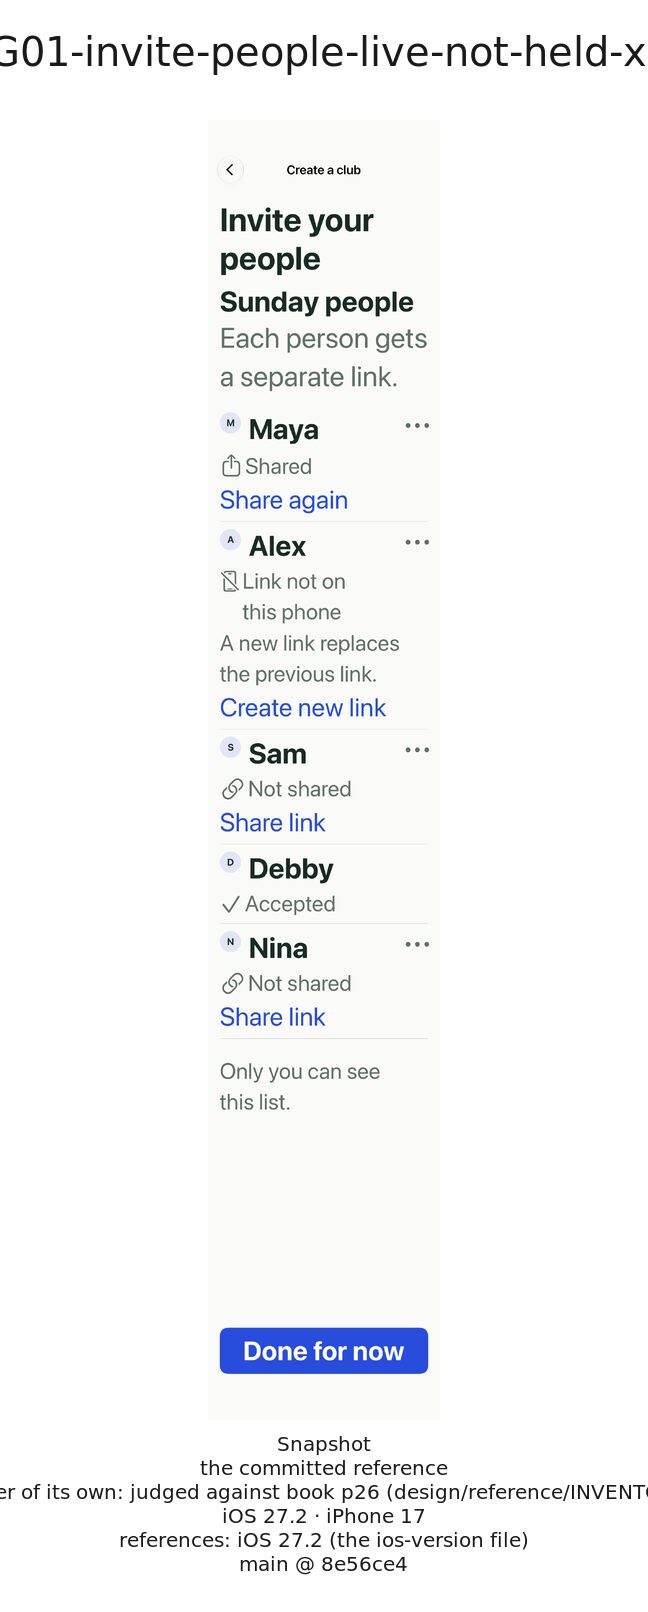 G01-invite-people-live-not-held-x
Create a club
Invite your
people
Sunday people
Each person gets
a separate link.
M Maya
Shared
Share again
A Alex
Link not on
this phone
A new link replaces
the previous link.
Create new link
S Sam
Not shared
Share link
D Debby
Accepted
N Nina
Not shared
Share link
Only you can see
this list.
Done for now
Snapshot
the committed reference
er of its own: judged against book p26 (design/reference/INVENTO
iOS 27.2 · iPhone 17
references: iOS 27.2 (the ios-version file)
main @ 8e56ce4